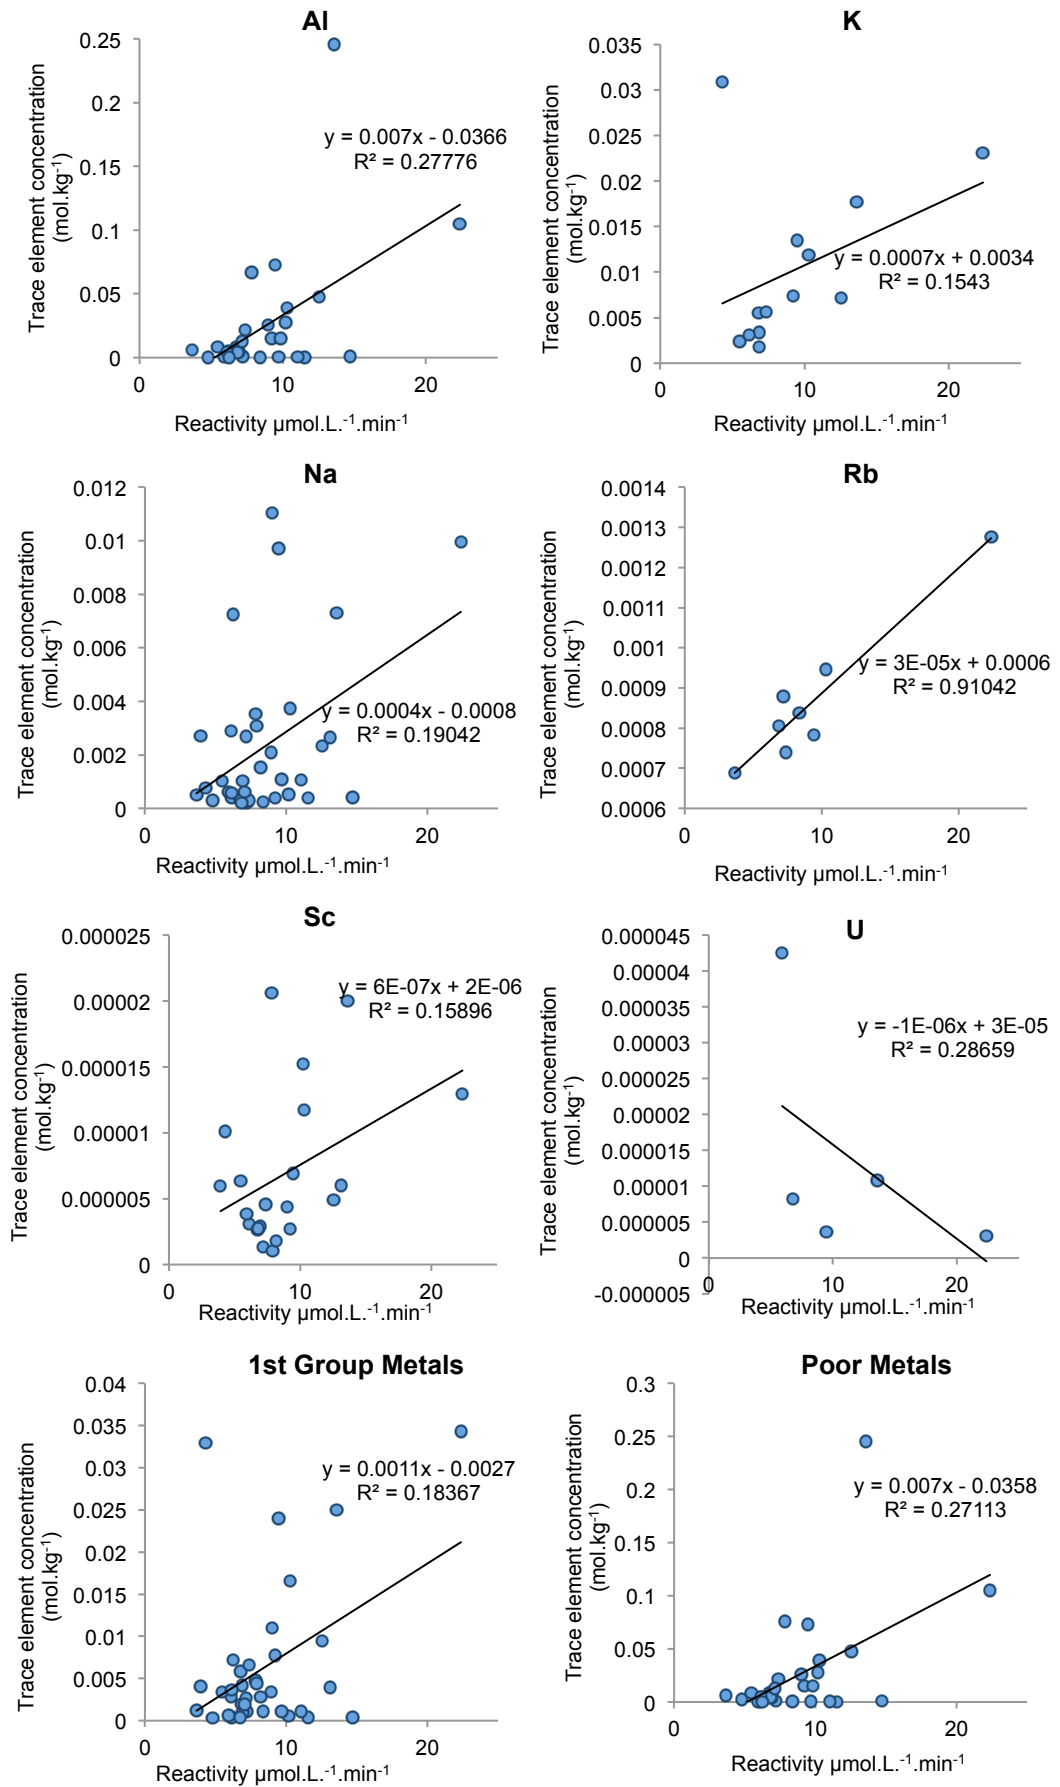 Al
0.25
0.2
0.15
0.1
0.05
0
0
10
20
Trace element concentration
(mol.kg-1)
y = 0.007x - 0.0366
R² = 0.27776
Reactivity µmol.L.-1.min-1
K
0.035
0.03
0.025
0.02
0.015
0.01
0.005
0
0
10
20
Trace element concentration
(mol.kg-1)
y = 0.0007x + 0.0034
R² = 0.1543
Reactivity µmol.L.-1.min-1
Na
0.012
0.01
0.008
0.006
0.004
0.002
0
0
10
20
Trace element concentration
(mol.kg-1)
y = 0.0004x - 0.0008
R² = 0.19042
Reactivity µmol.L.-1.min-1
Rb
0.0014
0.0013
0.0012
0.0011
0.001
0.0009
0.0008
0.0007
0.0006
0
10
20
Trace element concentration
(mol.kg-1)
y = 3E-05x + 0.0006
R² = 0.91042
Reactivity µmol.L.-1.min-1
Sc
0.000025
0.00002
0.000015
0.00001
0.000005
0
0
10
20
Trace element concentration
(mol.kg-1)
y = 6E-07x + 2E-06
R² = 0.15896
Reactivity µmol.L.-1.min-1
U
0.000045
0.00004
0.000035
0.00003
0.000025
0.00002
0.000015
0.00001
0.000005
0
-0.000005
0
10
20
Trace element concentration
(mol.kg-1)
y = -1E-06x + 3E-05
R² = 0.28659
Reactivity µmol.L.-1.min-1
1st Group Metals
0.04
0.035
0.03
0.025
0.02
0.015
0.01
0.005
0
0
10
20
Trace element concentration
(mol.kg-1)
y = 0.0011x - 0.0027
R² = 0.18367
Reactivity µmol.L.-1.min-1
Poor Metals
0.3
0.25
0.2
0.15
0.1
0.05
0
0
10
20
Trace element concentration
(mol.kg-1)
y = 0.007x - 0.0358
R² = 0.27113
Reactivity µmol.L.-1.min-1